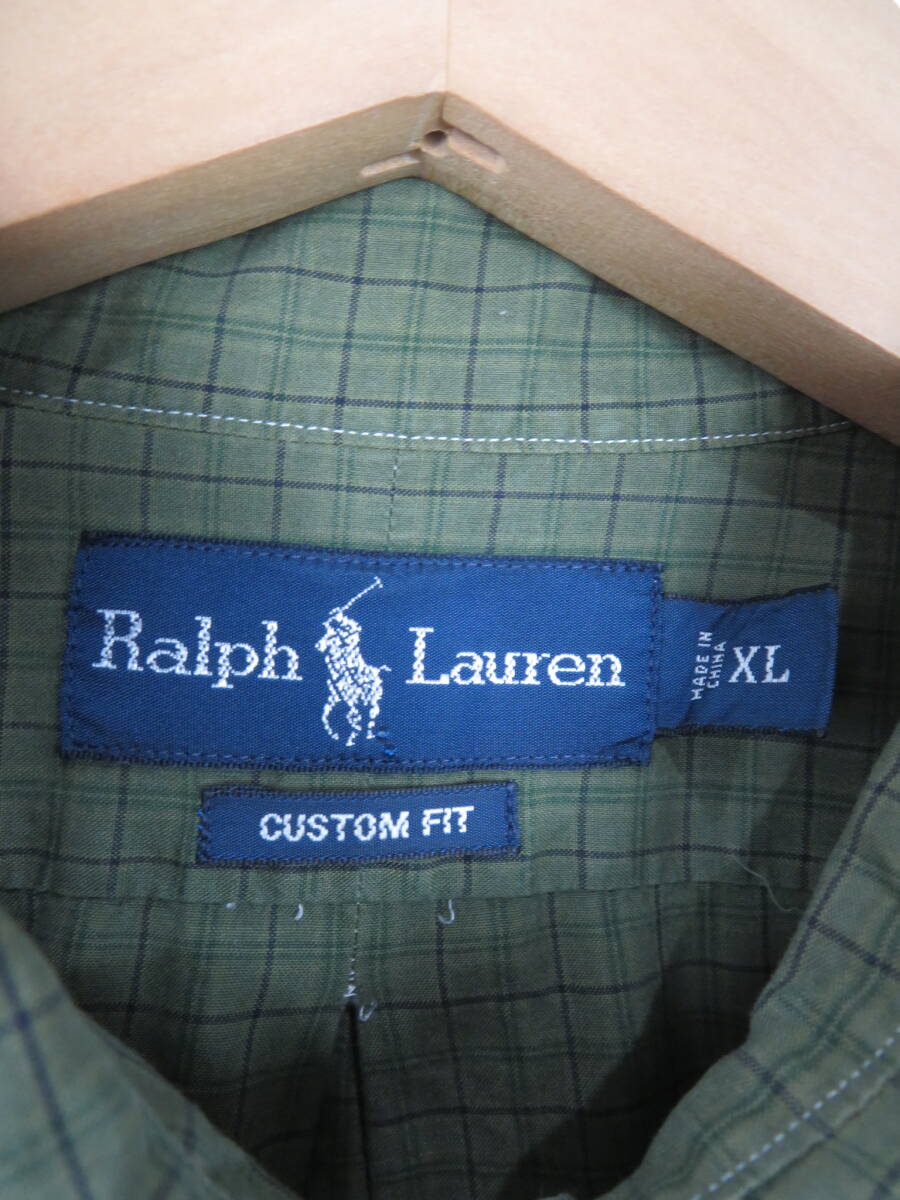 Ralph Lauren
MADE IN
CHINA
XL
CUSTOM FIT